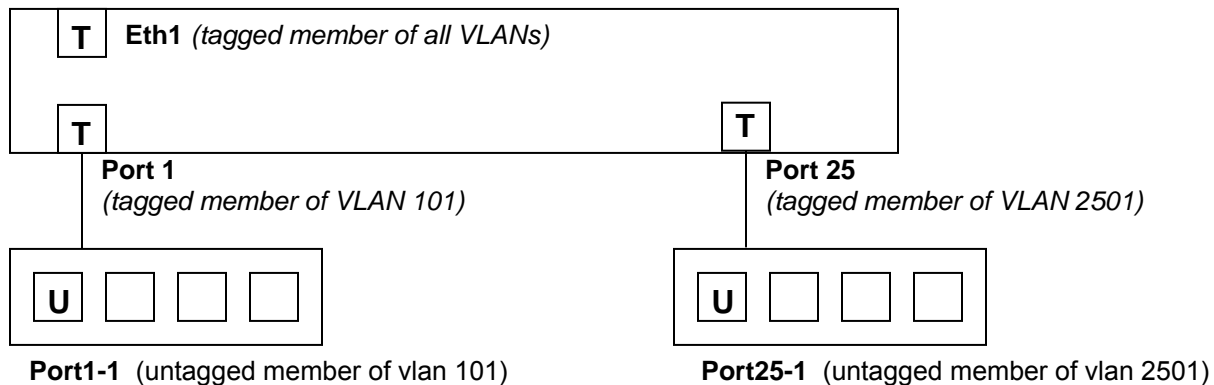 T Eth1 (tagged member of all VLANs)
T T
Port 1 Port 25
(tagged member of VLAN 101) (tagged member of VLAN 2501)
U U
Port1-1 (untagged member of vlan 101) Port25-1 (untagged member of vlan 2501)